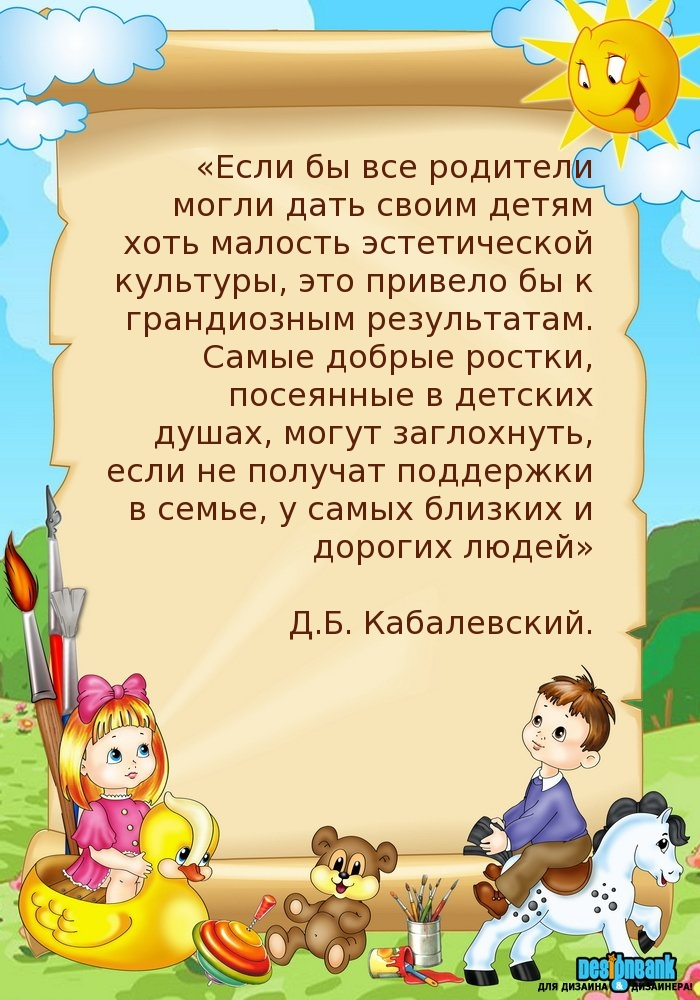 «Если бы все родители
могли дать своим детям
хоть малость эстетической
культуры, это привело бы к
грандиозным результатам.
Самые добрые ростки,
посеянные в детских
душах, могут заглохнуть,
если не получат поддержки
в семье, у самых близких и
дорогих людей»
Д.Б. Кабалевский.
DesignBank
ДЛЯ ДИЗАЙНА & ДИЗАЙНЕРА!